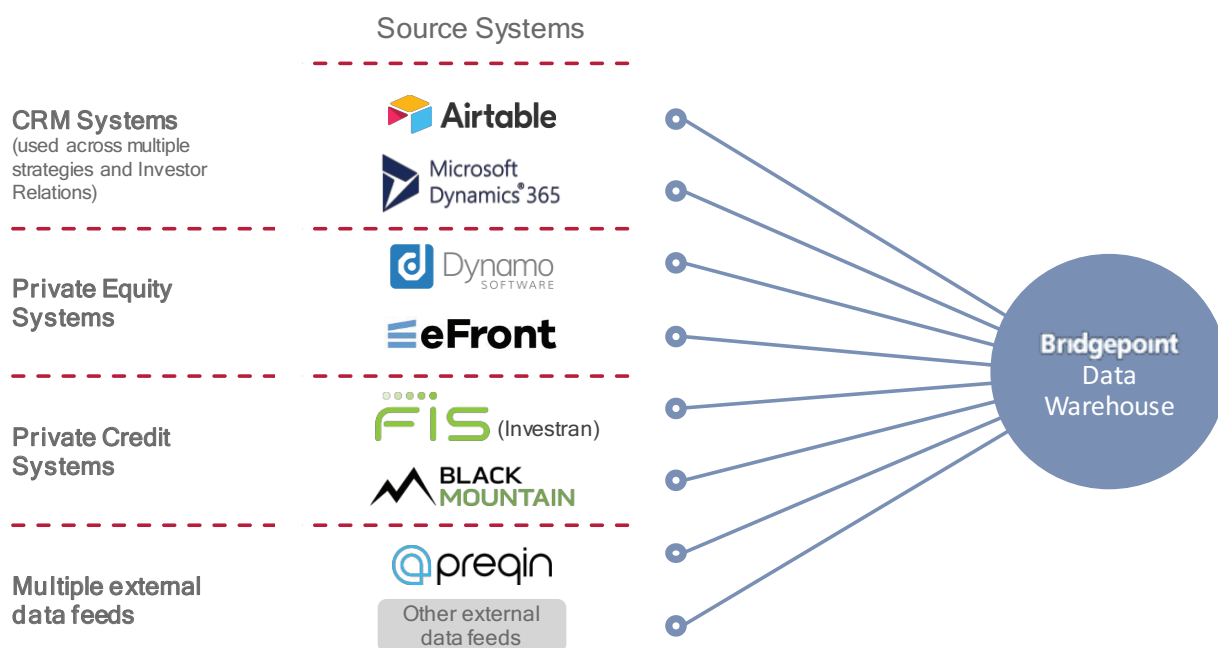 Source Systems
CRM Systems
(used across multiple
strategies and Investor
Relations)
Airtable
Microsoft
Dynamics® 365
Private Equity
Systems
Dynamo
SOFTWARE
eFront
Private Credit
Systems
FIS (Investran)
BLACK
MOUNTAIN
Multiple external
data feeds
preqin
Other external
data feeds
Bridgepoint
Data
Warehouse